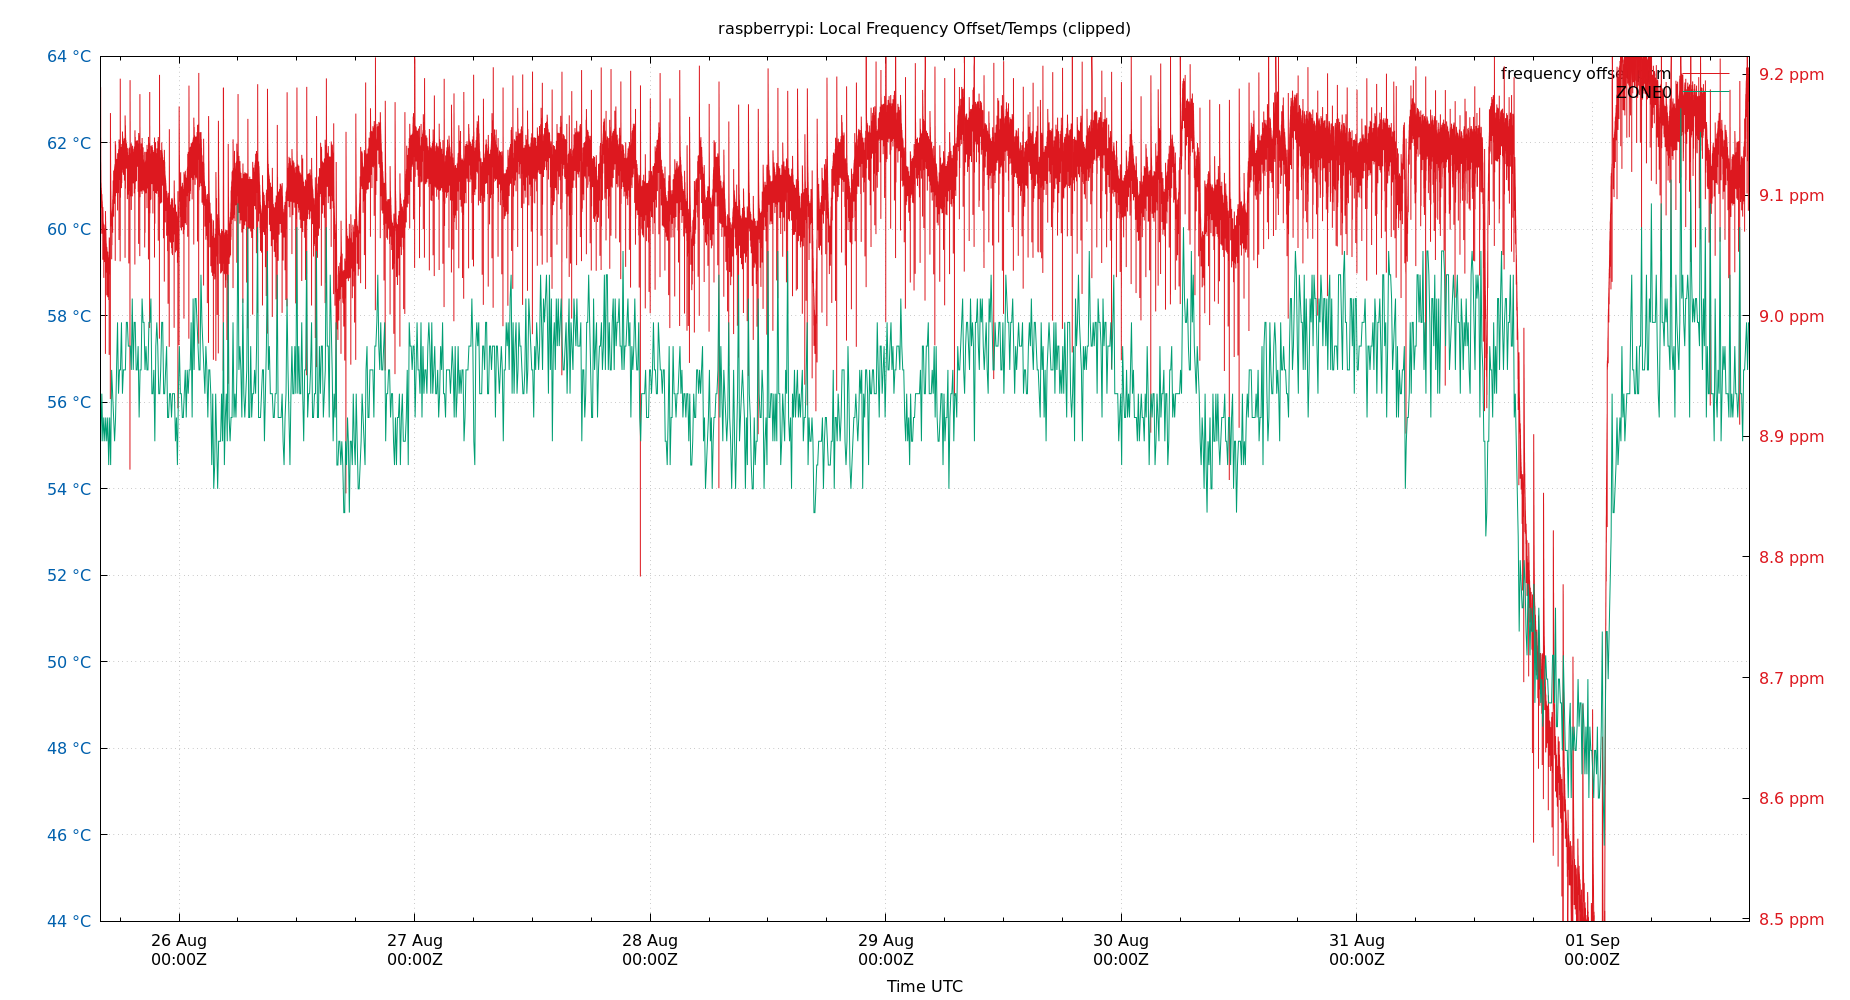 raspberrypi: Local Frequency Offset/Temps (clipped)
64 °C
62 °C
60 °C
58 °C
56 °C
54 °C
52 °C
50 °C
48 °C
46 °C
44 °C
frequency offset ppm
ZONE0
9.2 ppm
9.1 ppm
9.0 ppm
8.9 ppm
8.8 ppm
8.7 ppm
8.6 ppm
8.5 ppm
26 Aug
00:00Z
27 Aug
00:00Z
28 Aug
00:00Z
29 Aug
00:00Z
30 Aug
00:00Z
31 Aug
00:00Z
01 Sep
00:00Z
Time UTC